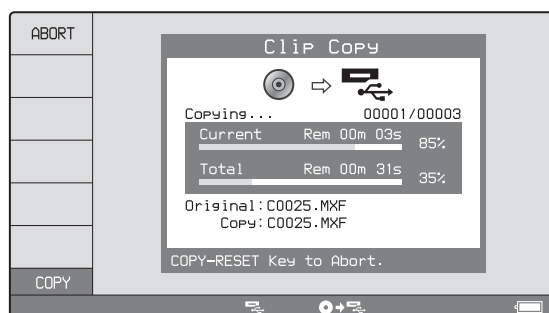 ABORT
Clip Copy
Copying... 00001/00003
Current Rem 00m 03s 85%
Total Rem 00m 31s 35%
Original:C0025.MXF
Copy:C0025.MXF
COPY-RESET Key to Abort.
COPY